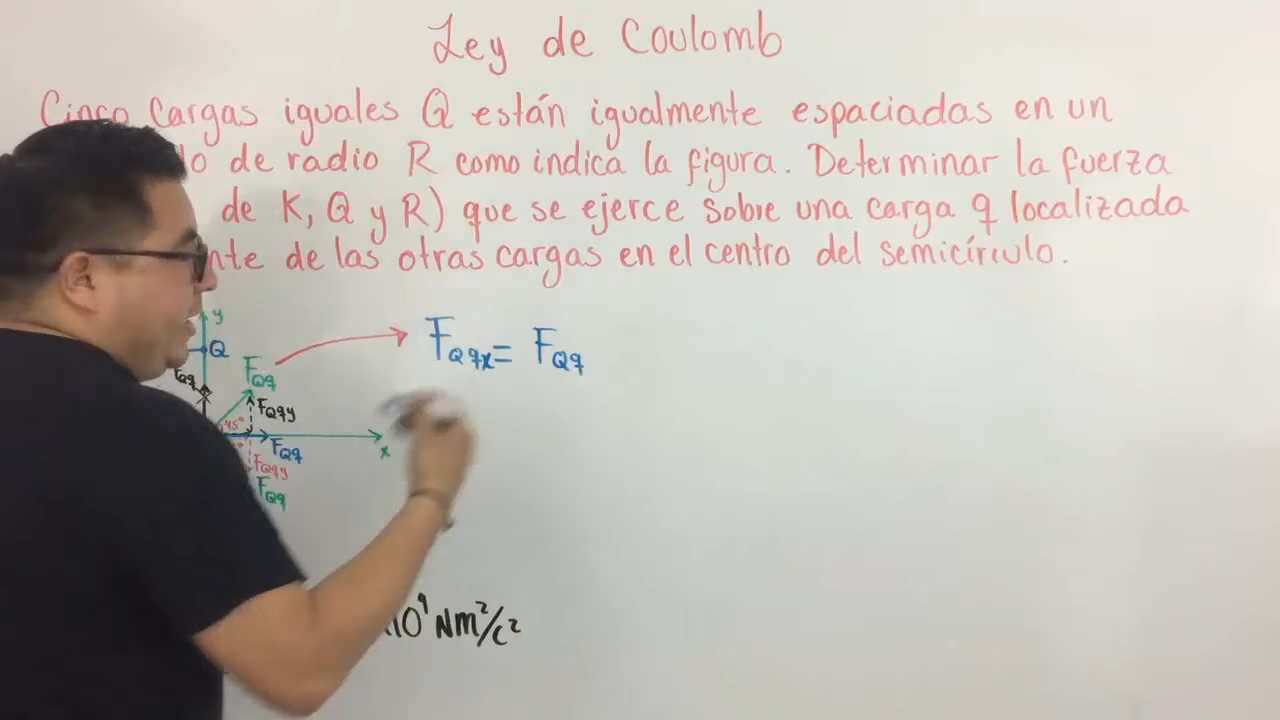 Ley de Coulomb
Cinco Cargas iguales Q están igualmente espaciadas en un
de radio R como indica la figura. Determinar la fuerza
de K, Q y R) que se ejerce sobre una carga q localizada
de las otras cargas en el centro del semicírculo.
y
Q
FQq
FQqx = FQq
FQqy
45°
x
FQq
FQqy
FQq
10⁹ Nm²/c²